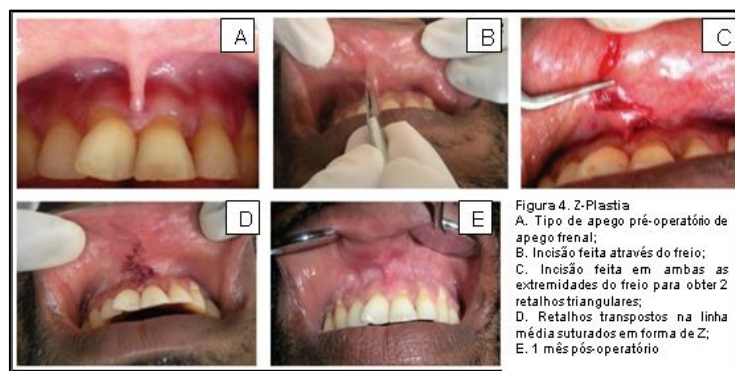 A
B
C
D
E
Figura 4. Z-Plastia
A. Tipo de apego pré-operatório de
apego frenal;
B. Incisão feita através do freio;
C. Incisão feita em ambas as
extremidades do freio para obter 2
retalhos triangulares;
D. Retalhos transpostos na linha
média suturados em forma de Z;
E. 1 mês pós-operatório